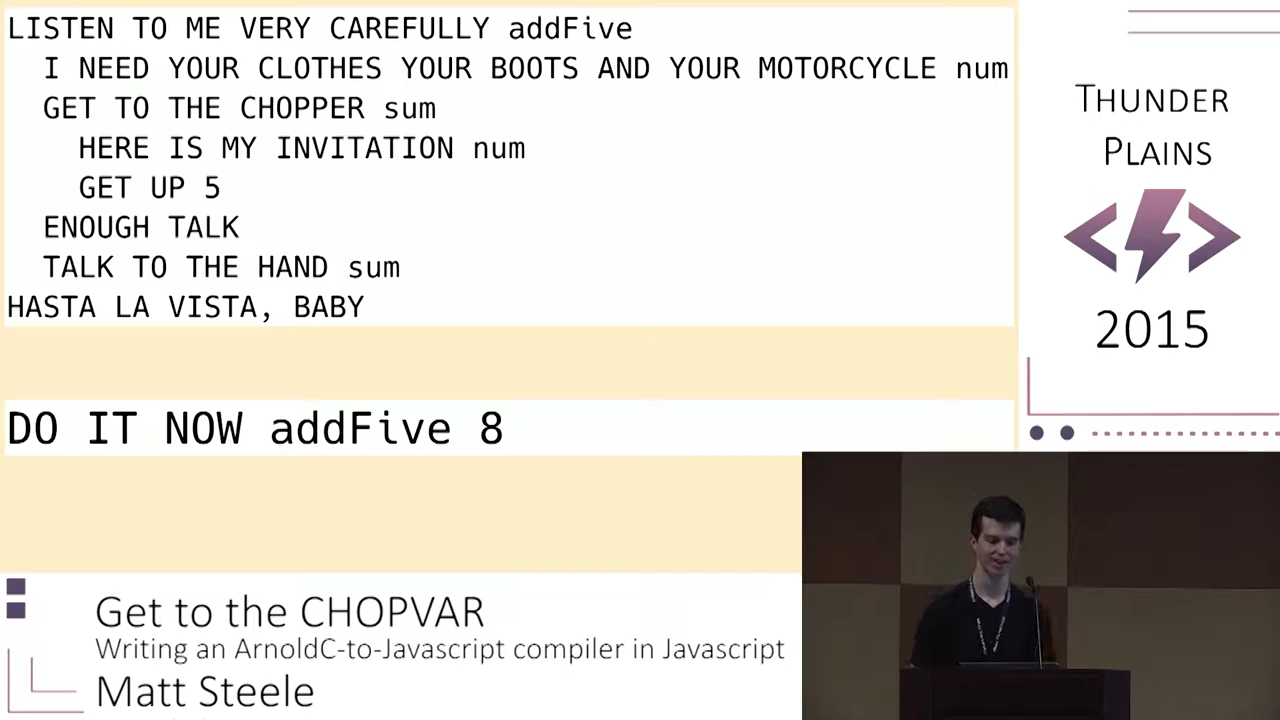 LISTEN TO ME VERY CAREFULLY addFive
I NEED YOUR CLOTHES YOUR BOOTS AND YOUR MOTORCYCLE num
GET TO THE CHOPPER sum
HERE IS MY INVITATION num
GET UP 5
ENOUGH TALK
TALK TO THE HAND sum
HASTA LA VISTA, BABY
DO IT NOW addFive 8
THUNDER
PLAINS
2015
Get to the CHOPVAR
Writing an ArnoldC-to-Javascript compiler in Javascript
Matt Steele